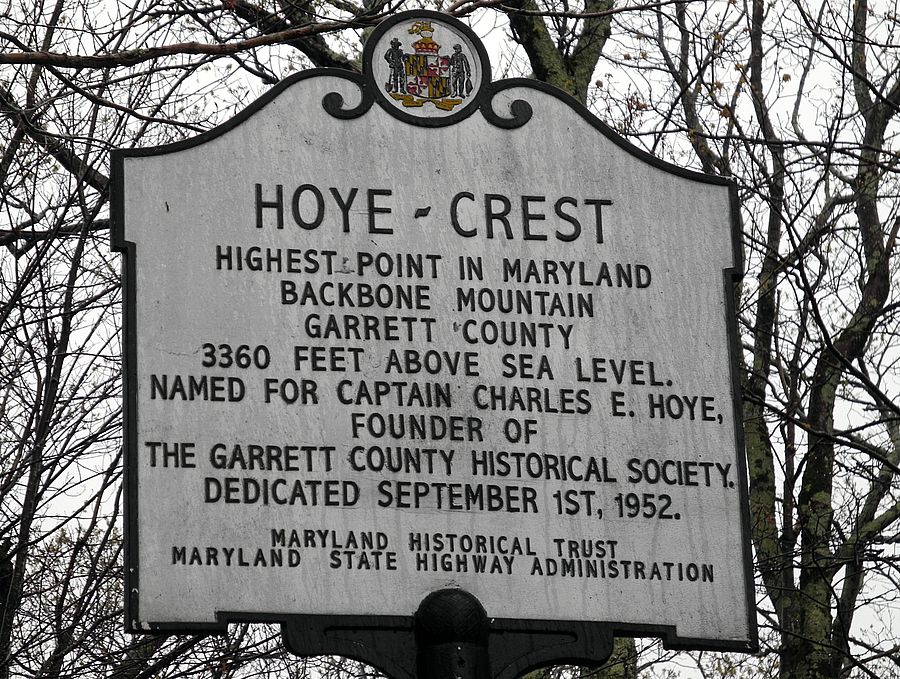 HOYE - CREST
HIGHEST POINT IN MARYLAND
BACKBONE MOUNTAIN
GARRETT COUNTY
3360 FEET ABOVE SEA LEVEL.
NAMED FOR CAPTAIN CHARLES E. HOYE,
FOUNDER OF
THE GARRETT COUNTY HISTORICAL SOCIETY.
DEDICATED SEPTEMBER 1ST, 1952.
MARYLAND HISTORICAL TRUST
MARYLAND STATE HIGHWAY ADMINISTRATION